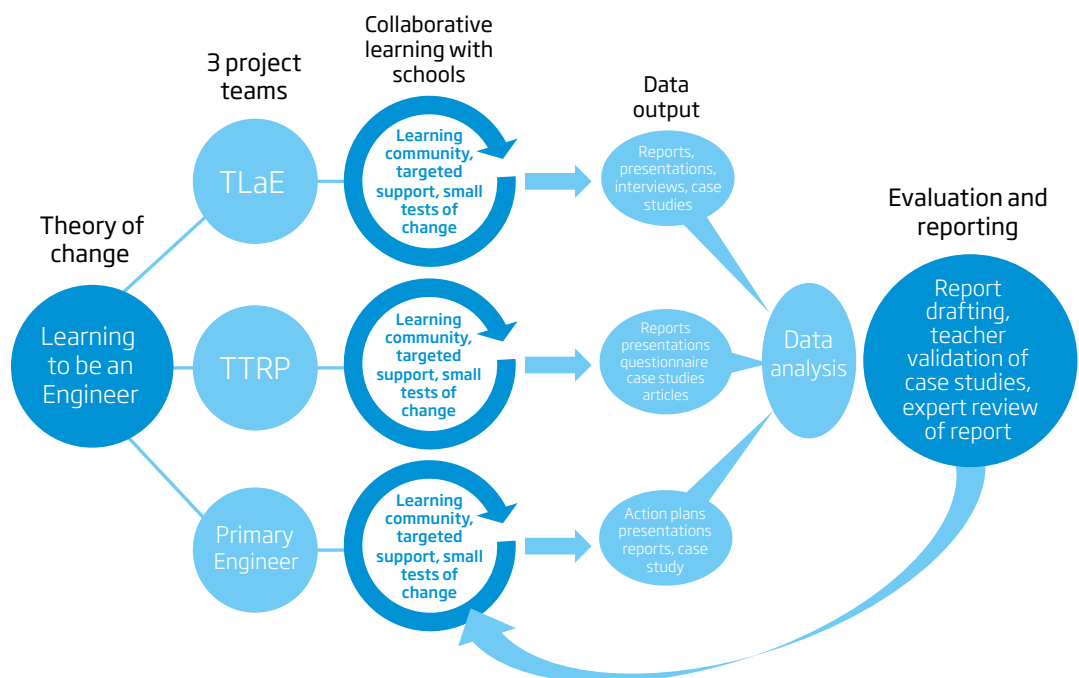 Theory of
change
Learning
to be an
Engineer
3 project
teams
TLaE
TTRP
Primary
Engineer
Collaborative
learning with
schools
Learning
community,
targeted
support, small
tests of
change
Learning
community,
targeted
support, small
tests of
change
Learning
community,
targeted
support, small
tests of
change
Data
output
Reports,
presentations,
interviews, case
studies
Reports
presentations
questionnaire
case studies
articles
Action plans
presentations
reports, case
study
Data
analysis
Evaluation and
reporting
Report
drafting,
teacher
validation of
case studies,
expert review
of report